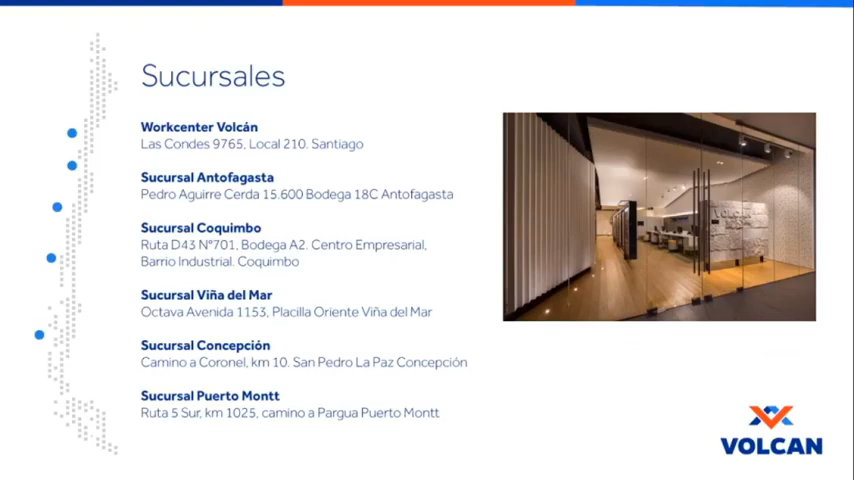 Sucursales
Workcenter Volcán
Las Condes 9765, Local 210. Santiago
Sucursal Antofagasta
Pedro Aguirre Cerda 15.600 Bodega 18C Antofagasta
Sucursal Coquimbo
Ruta D43 N°701, Bodega A2. Centro Empresarial,
Barrio Industrial. Coquimbo
Sucursal Viña del Mar
Octava Avenida 1153, Placilla Oriente Viña del Mar
Sucursal Concepción
Camino a Coronel, km 10. San Pedro La Paz Concepción
Sucursal Puerto Montt
Ruta 5 Sur, km 1025, camino a Pargua Puerto Montt
VOLCAN